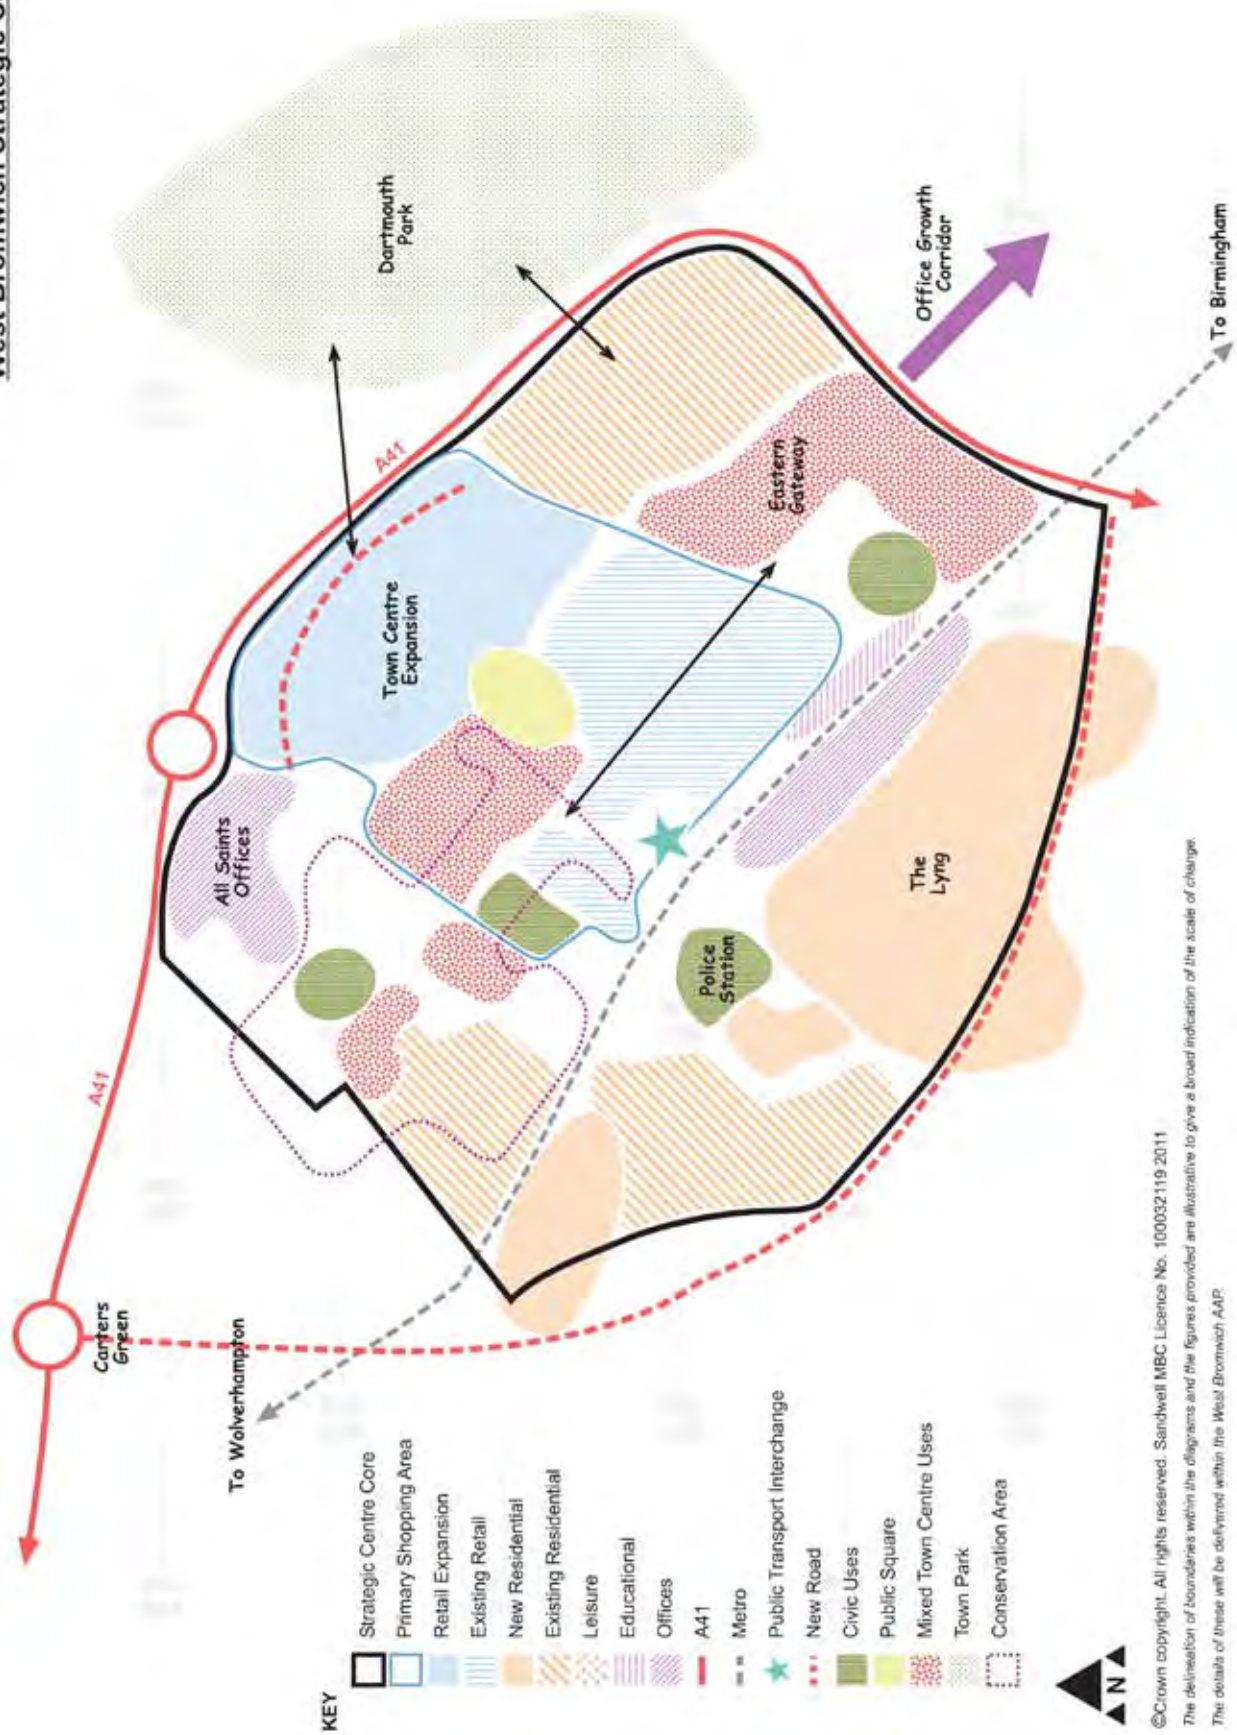 West Bromwich Strategic
A41
Carters
Green
A41
To Wolverhampton
All Saints
Offices
Dartmouth
Park
Town Centre
Expansion
Eastern
Gateway
Office Growth
Corridor
To Birmingham
Police
Station
The
Lyng
KEY
Strategic Centre Core
Primary Shopping Area
Retail Expansion
Existing Retail
New Residential
Existing Residential
Leisure
Educational
Offices
A41
Metro
Public Transport Interchange
New Road
Civic Uses
Public Square
Mixed Town Centre Uses
Town Park
Conservation Area
N
©Crown copyright. All rights reserved. Sandwell MBC Licence No. 100032119 2011
The delineation of boundaries within the diagrams and the figures provided are illustrative to give a broad indication of the scale of change.
The details of these will be delivered within the West Bromwich AAP.